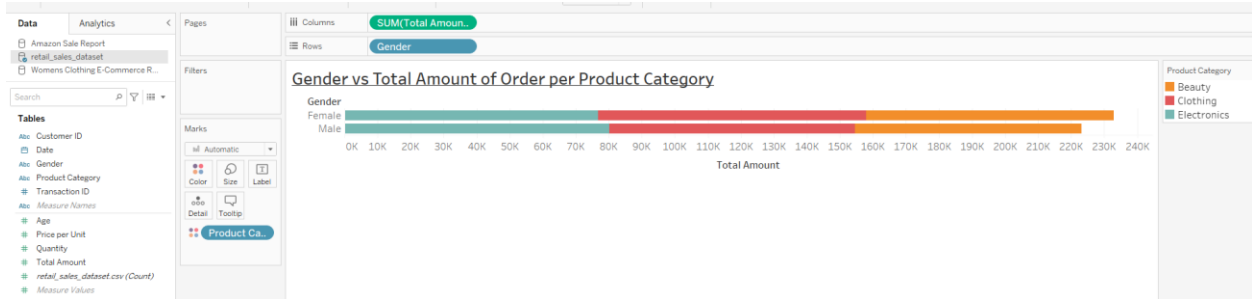 Data
Analytics
Amazon Sale Report
retail_sales_dataset
Womens Clothing E-Commerce R...
Search
Tables
Abc Customer ID
Date
Abc Gender
Abc Product Category
# Transaction ID
Abc Measure Names
# Age
# Price per Unit
# Quantity
# Total Amount
# retail_sales_dataset.csv (Count)
# Measure Values
Pages
Filters
Marks
Automatic
Color Size Label
Detail Tooltip
Product Ca..
Columns SUM(Total Amoun..
Rows Gender
Gender vs Total Amount of Order per Product Category
Gender
Female
Male
0K 10K 20K 30K 40K 50K 60K 70K 80K 90K 100K 110K 120K 130K 140K 150K 160K 170K 180K 190K 200K 210K 220K 230K 240K
Total Amount
Product Category
Beauty
Clothing
Electronics